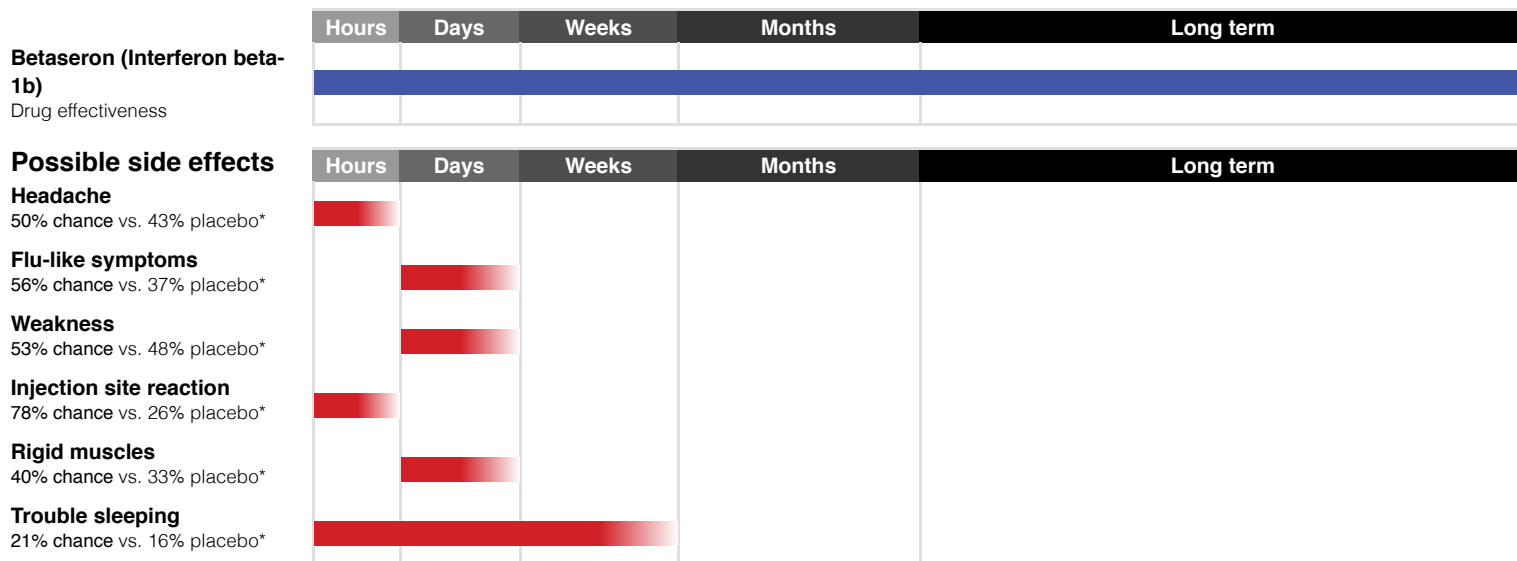 Hours Days Weeks Months Long term
Betaseron (Interferon beta-
1b)
Drug effectiveness
Possible side effects
Hours Days Weeks Months Long term
Headache
50% chance vs. 43% placebo*
Flu-like symptoms
56% chance vs. 37% placebo*
Weakness
53% chance vs. 48% placebo*
Injection site reaction
78% chance vs. 26% placebo*
Rigid muscles
40% chance vs. 33% placebo*
Trouble sleeping
21% chance vs. 16% placebo*